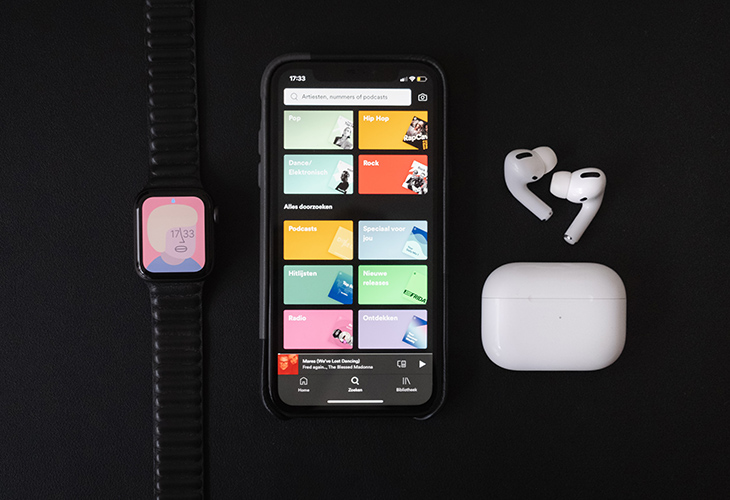 17:33
17:33
Artiesten, nummers of podcasts
Pop
Hip Hop
Dance/
Elektronisch
Rock
Alles doorzoeken
Podcasts
Speciaal voor
jou
Hitlijsten
Nieuwe
releases
Radio
Ontdekken
Marea (We've Lost Dancing)
Fred again.., The Blessed Madonna
Home
Zoeken
Bibliotheek